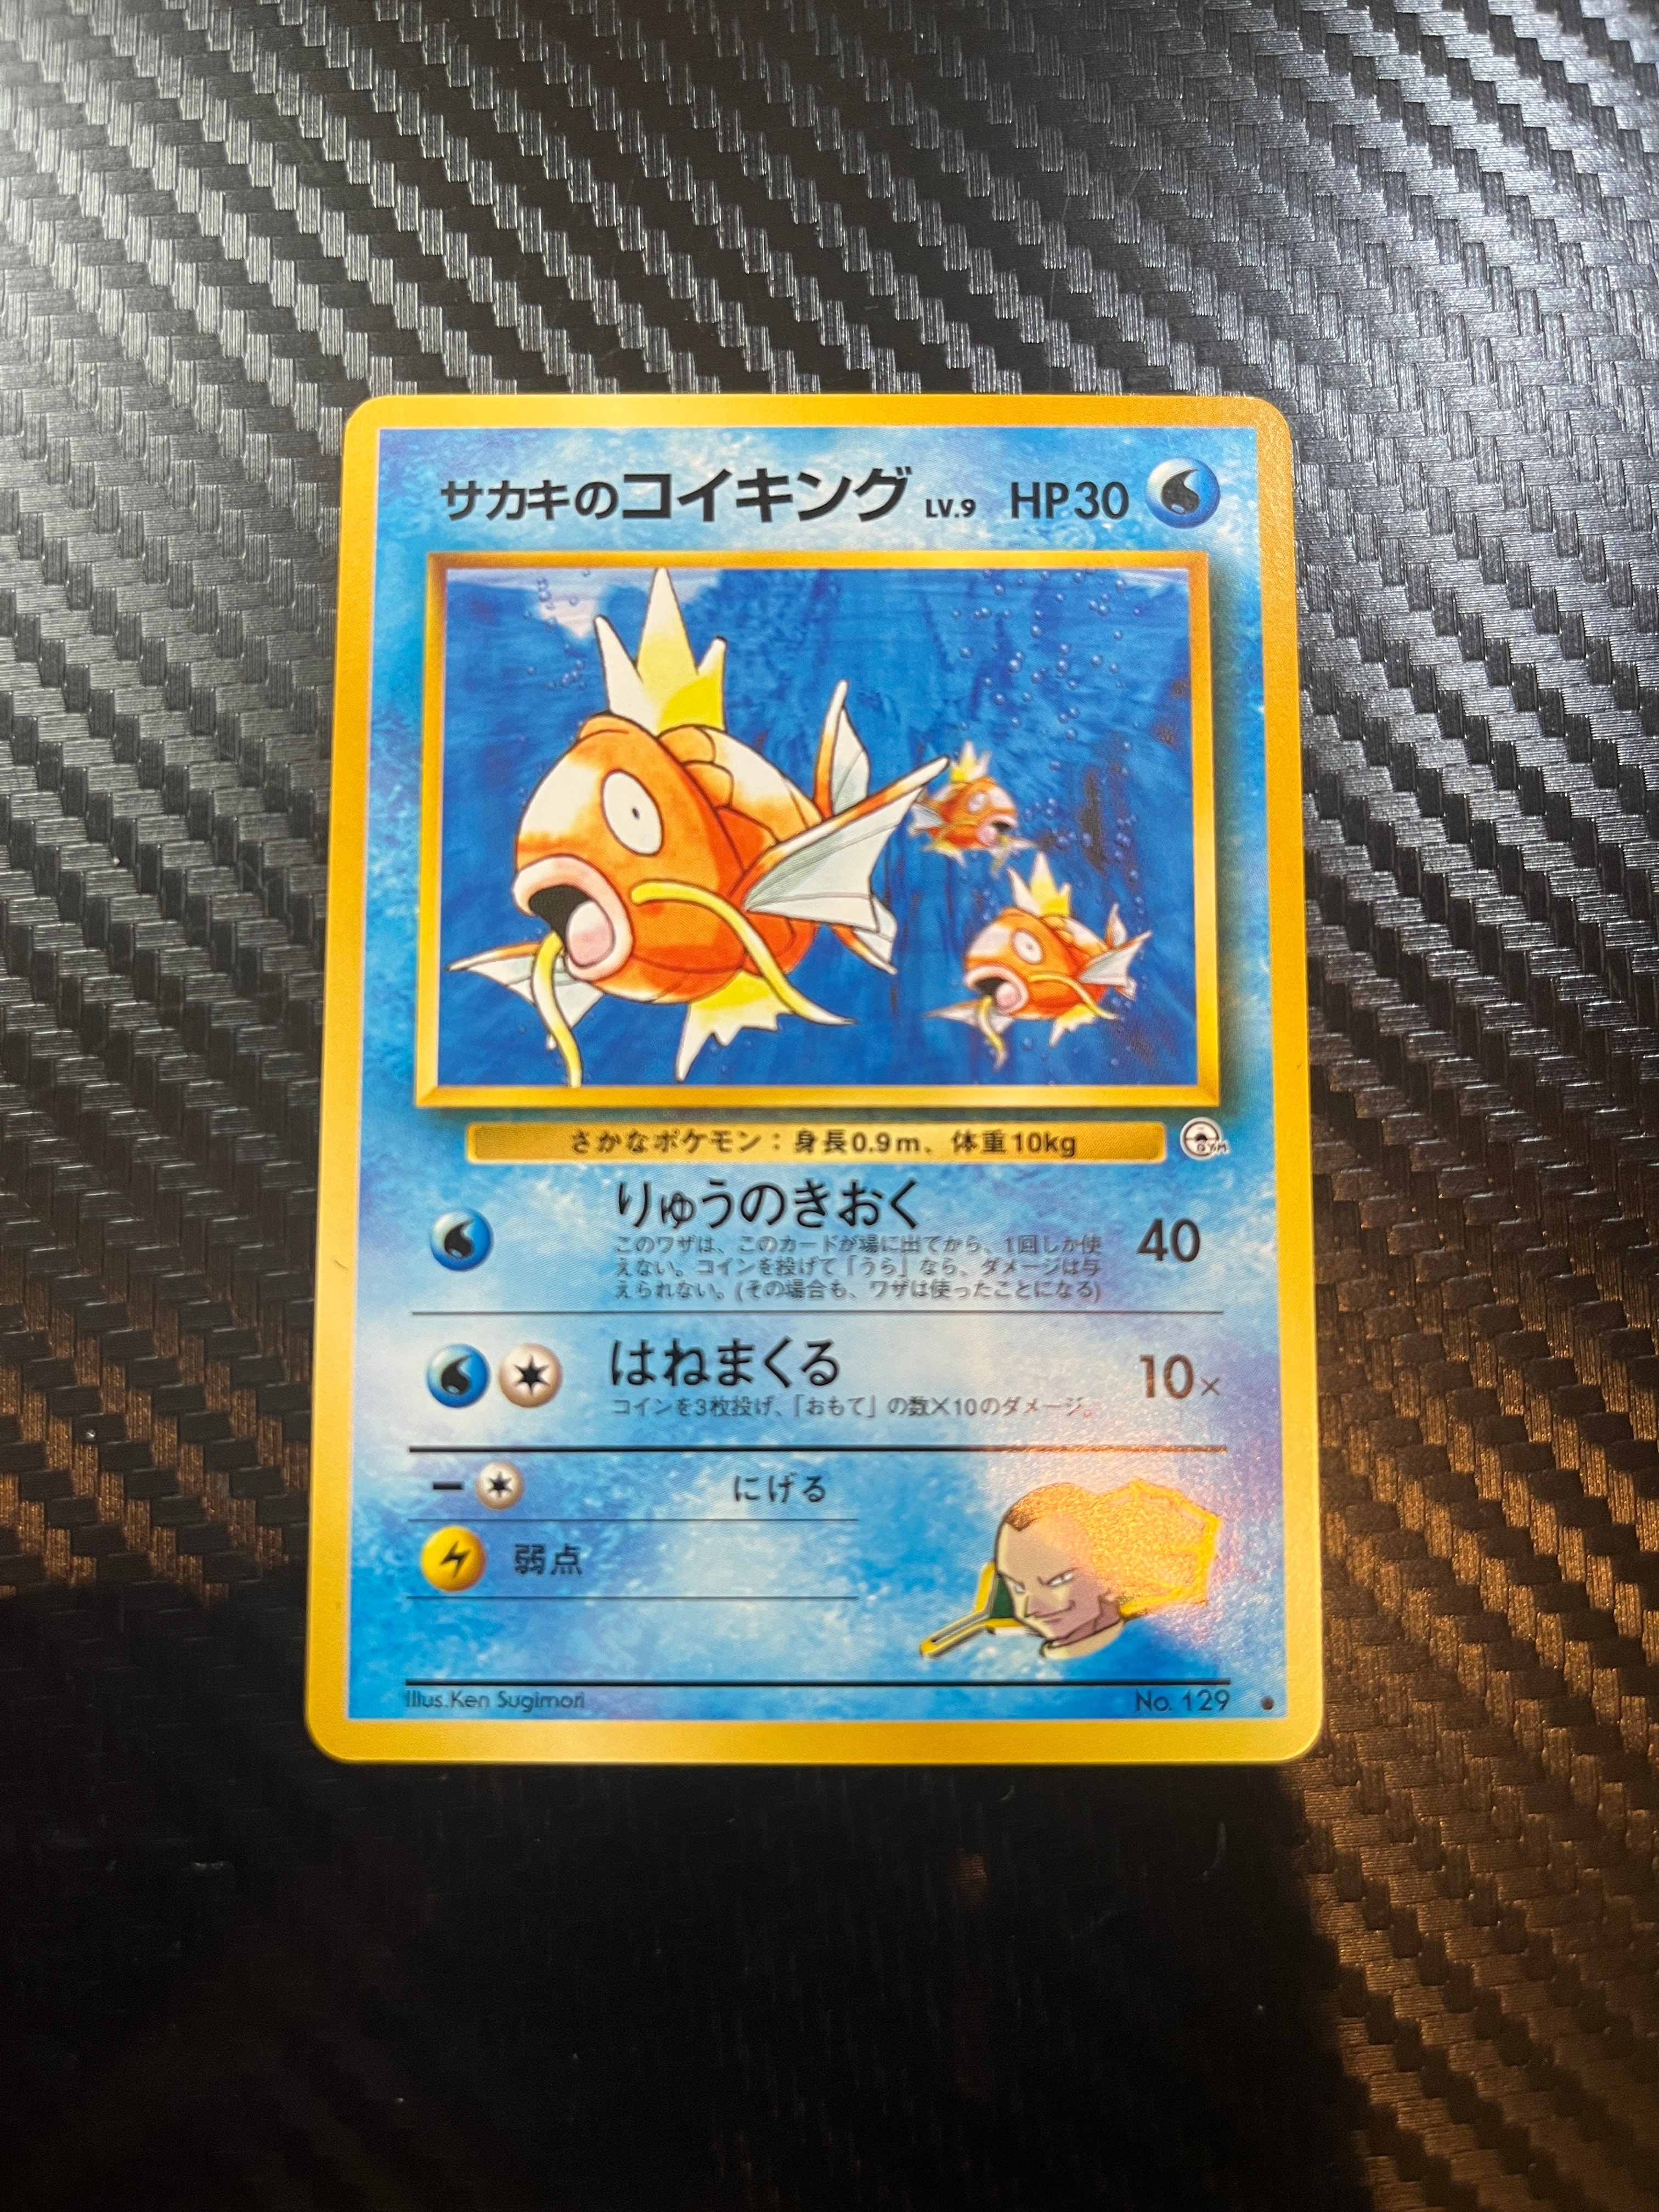 サカキのコイキング LV.9 HP30
さかなポケモン：身長0.9m、体重10kg
GYM
りゅうのきおく 40
このワザは、このカードが場に出てから、1回しか使
えない。コインを投げて「うら」なら、ダメージは与
えられない。(その場合も、ワザは使ったことになる)
はねまくる 10×
コインを3枚投げ、「おもて」の数×10のダメージ。
ー にげる
弱点
Illus.Ken Sugimori No. 129